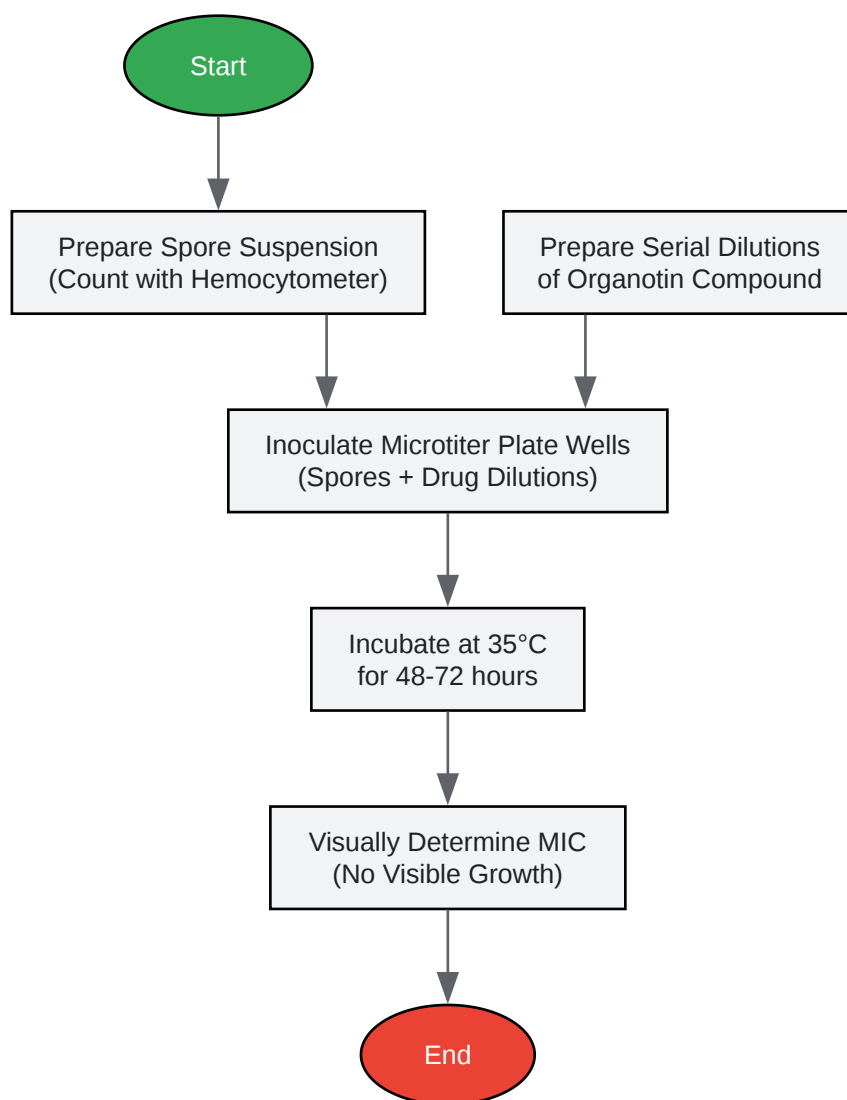 Start
Prepare Spore Suspension
(Count with Hemocytometer)
Prepare Serial Dilutions
of Organotin Compound
Inoculate Microtiter Plate Wells
(Spores + Drug Dilutions)
Incubate at 35°C
for 48-72 hours
Visually Determine MIC
(No Visible Growth)
End